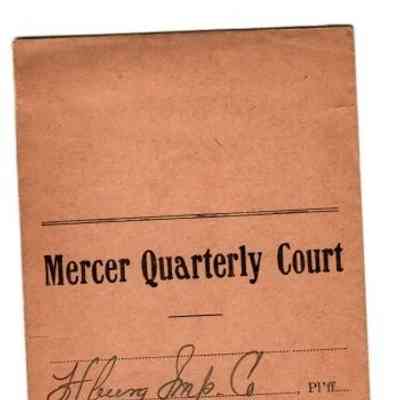 Mercer Quarterly Court
Imp. Co , Pl'ff.